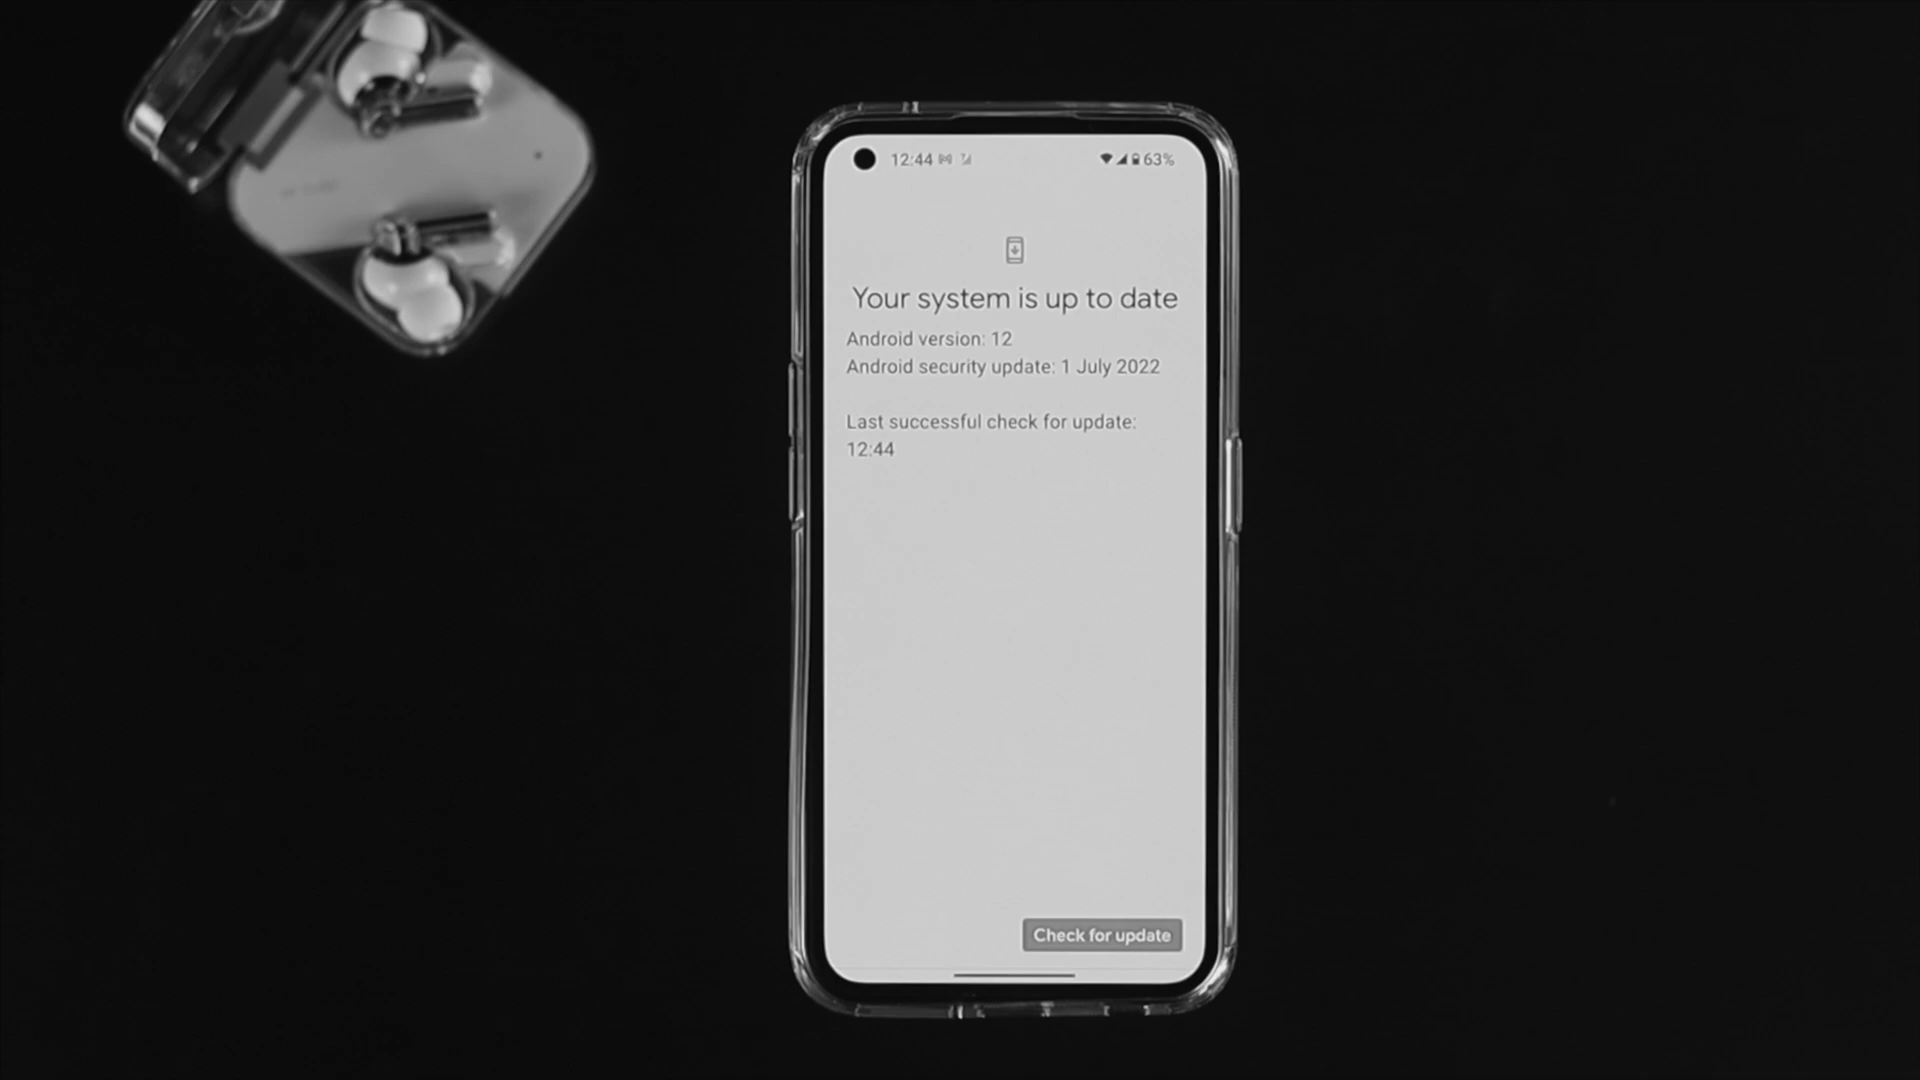 12:44 63%
Your system is up to date
Android version: 12
Android security update: 1 July 2022
Last successful check for update:
12:44
Check for update